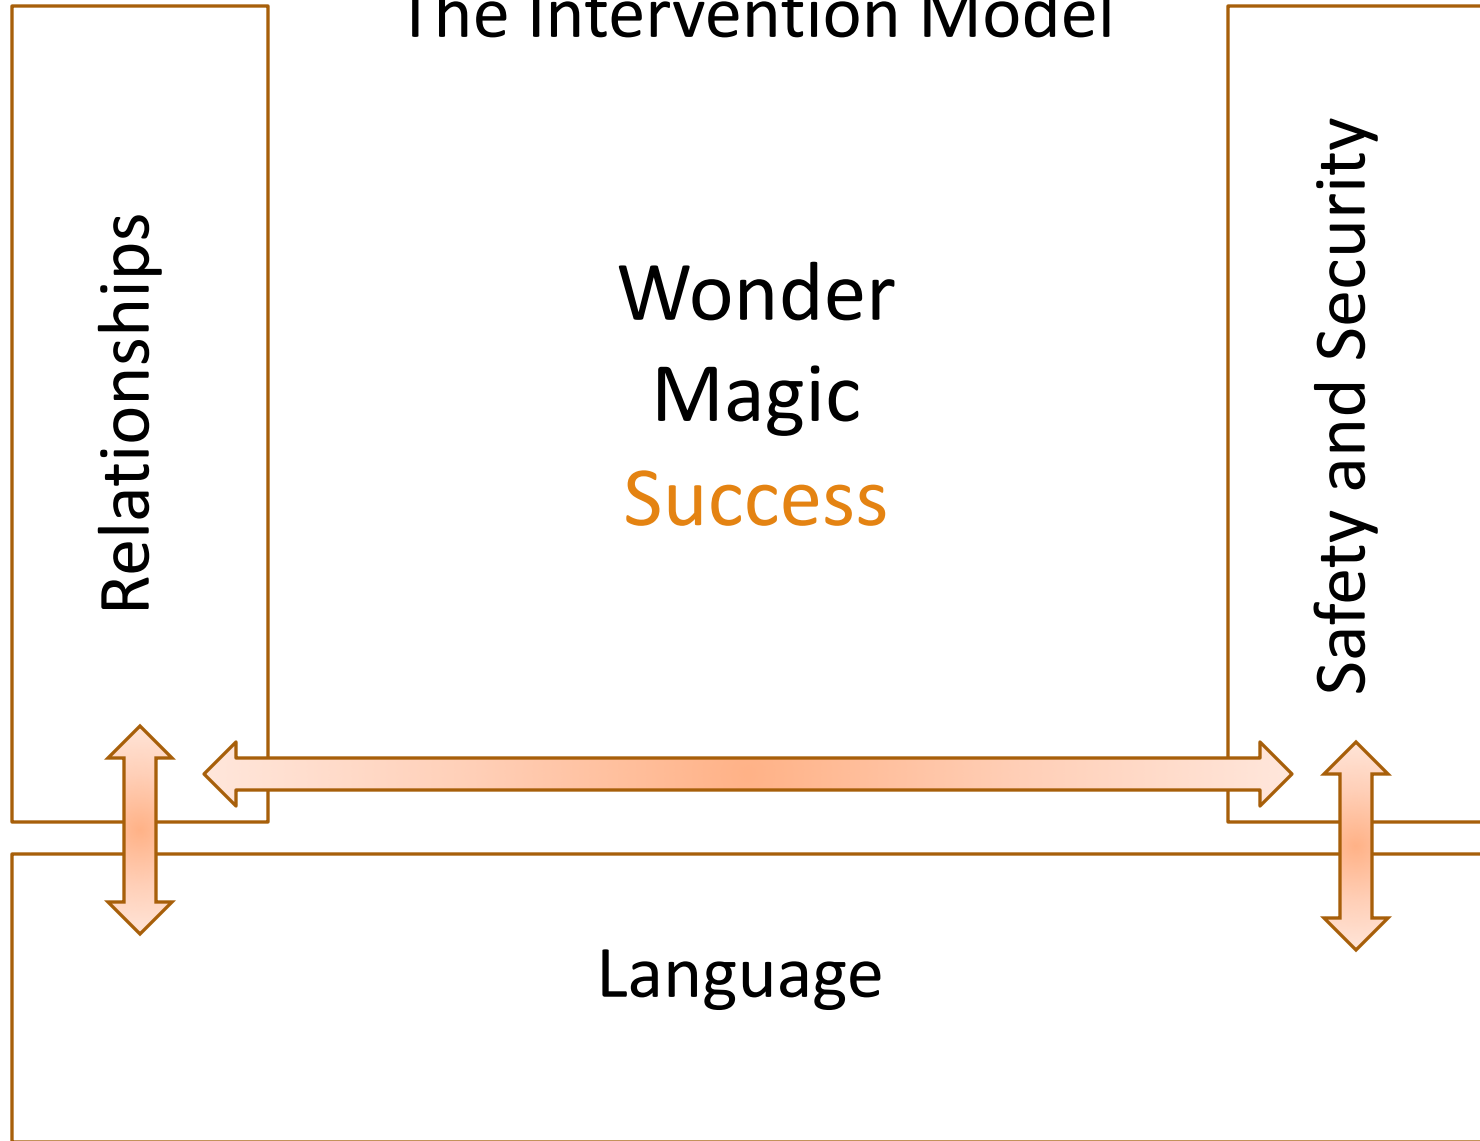 The Intervention Model
Relationships
Wonder
Magic
Success
Safety and Security
Language